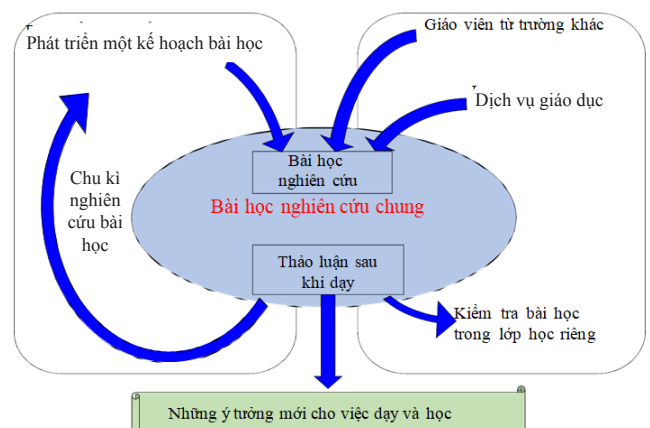 Phát triển một kế hoạch bài học
Giáo viên từ trường khác
Dịch vụ giáo dục
Bài học
nghiên cứu
Bài học nghiên cứu chung
Chu kì
nghiên
cứu bài
học
Thảo luận sau
khi dạy
Kiểm tra bài học
trong lớp học riêng
Những ý tưởng mới cho việc dạy và học